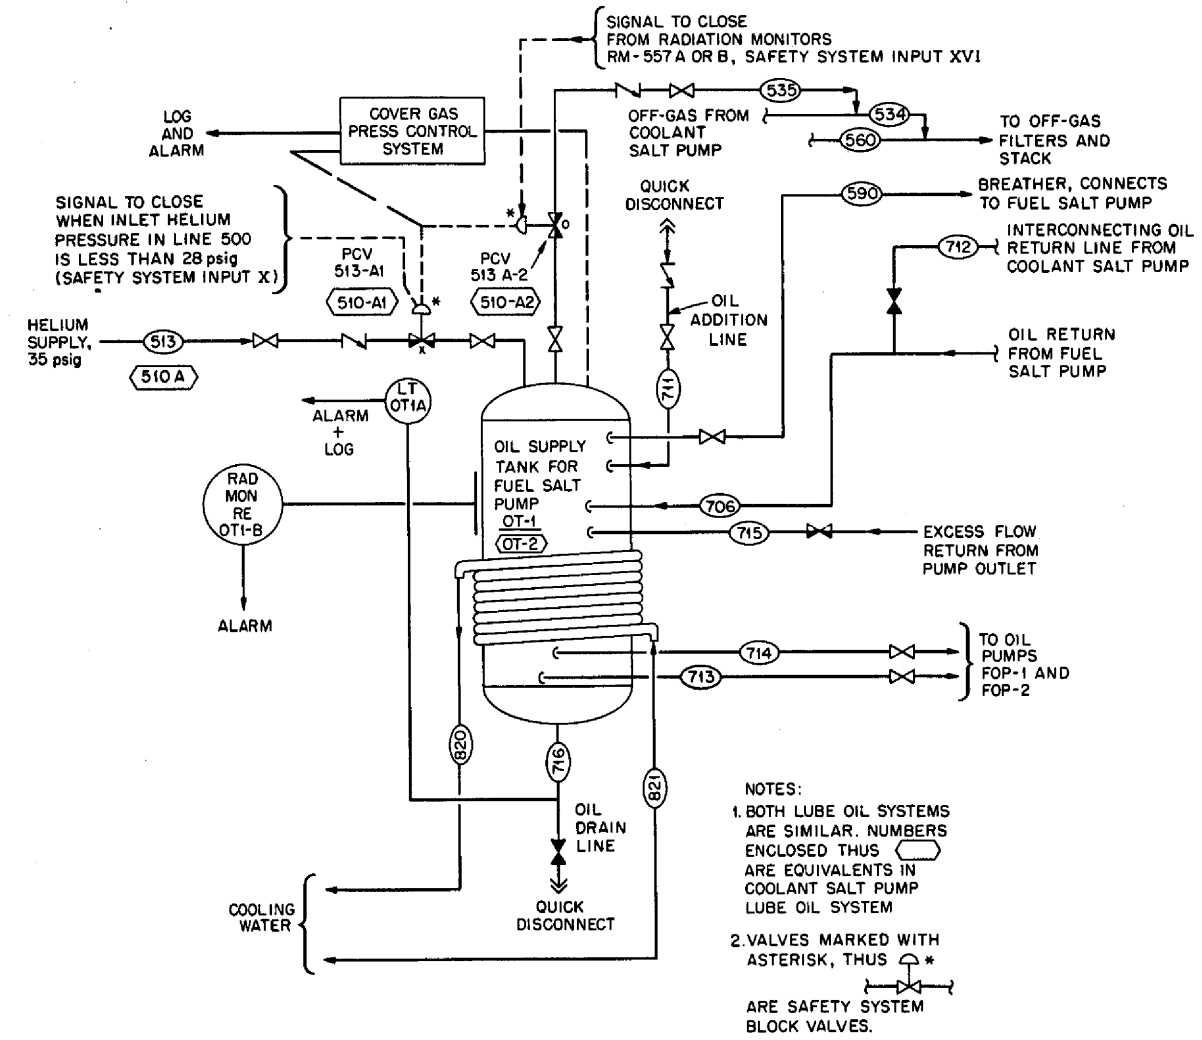 SIGNAL TO CLOSE
FROM RADIATION MONITORS
RM-557 A OR B, SAFETY SYSTEM INPUT XVI
COVER GAS
PRESS CONTROL
SYSTEM
LOG
AND
ALARM
535
OFF-GAS FROM
COOLANT
SALT PUMP
534
560
TO OFF-GAS
FILTERS AND
STACK
QUICK
DISCONNECT
590
BREATHER, CONNECTS
TO FUEL SALT PUMP
SIGNAL TO CLOSE
WHEN INLET HELIUM
PRESSURE IN LINE 500
IS LESS THAN 28 psig
(SAFETY SYSTEM INPUT X)
712
INTERCONNECTING OIL
RETURN LINE FROM
COOLANT SALT PUMP
*
O
PCV
513-A1
510-A1
*
PCV
513 A-2
510-A2
X
OIL
ADDITION
LINE
HELIUM
SUPPLY,
35 psig
513
510 A
OIL RETURN
FROM FUEL
SALT PUMP
711
LT
OT1A
ALARM
+
LOG
OIL SUPPLY
TANK FOR
FUEL SALT
PUMP
OT-1
OT-2
RAD
MON
RE
OT1-B
ALARM
706
715
EXCESS FLOW
RETURN FROM
PUMP OUTLET
714
713
TO OIL
PUMPS
FOP-1 AND
FOP-2
820
716
821
OIL
DRAIN
LINE
QUICK
DISCONNECT
COOLING
WATER
NOTES:
1. BOTH LUBE OIL SYSTEMS
ARE SIMILAR. NUMBERS
ENCLOSED THUS
ARE EQUIVALENTS IN
COOLANT SALT PUMP
LUBE OIL SYSTEM
2. VALVES MARKED WITH
ASTERISK, THUS *
ARE SAFETY SYSTEM
BLOCK VALVES.